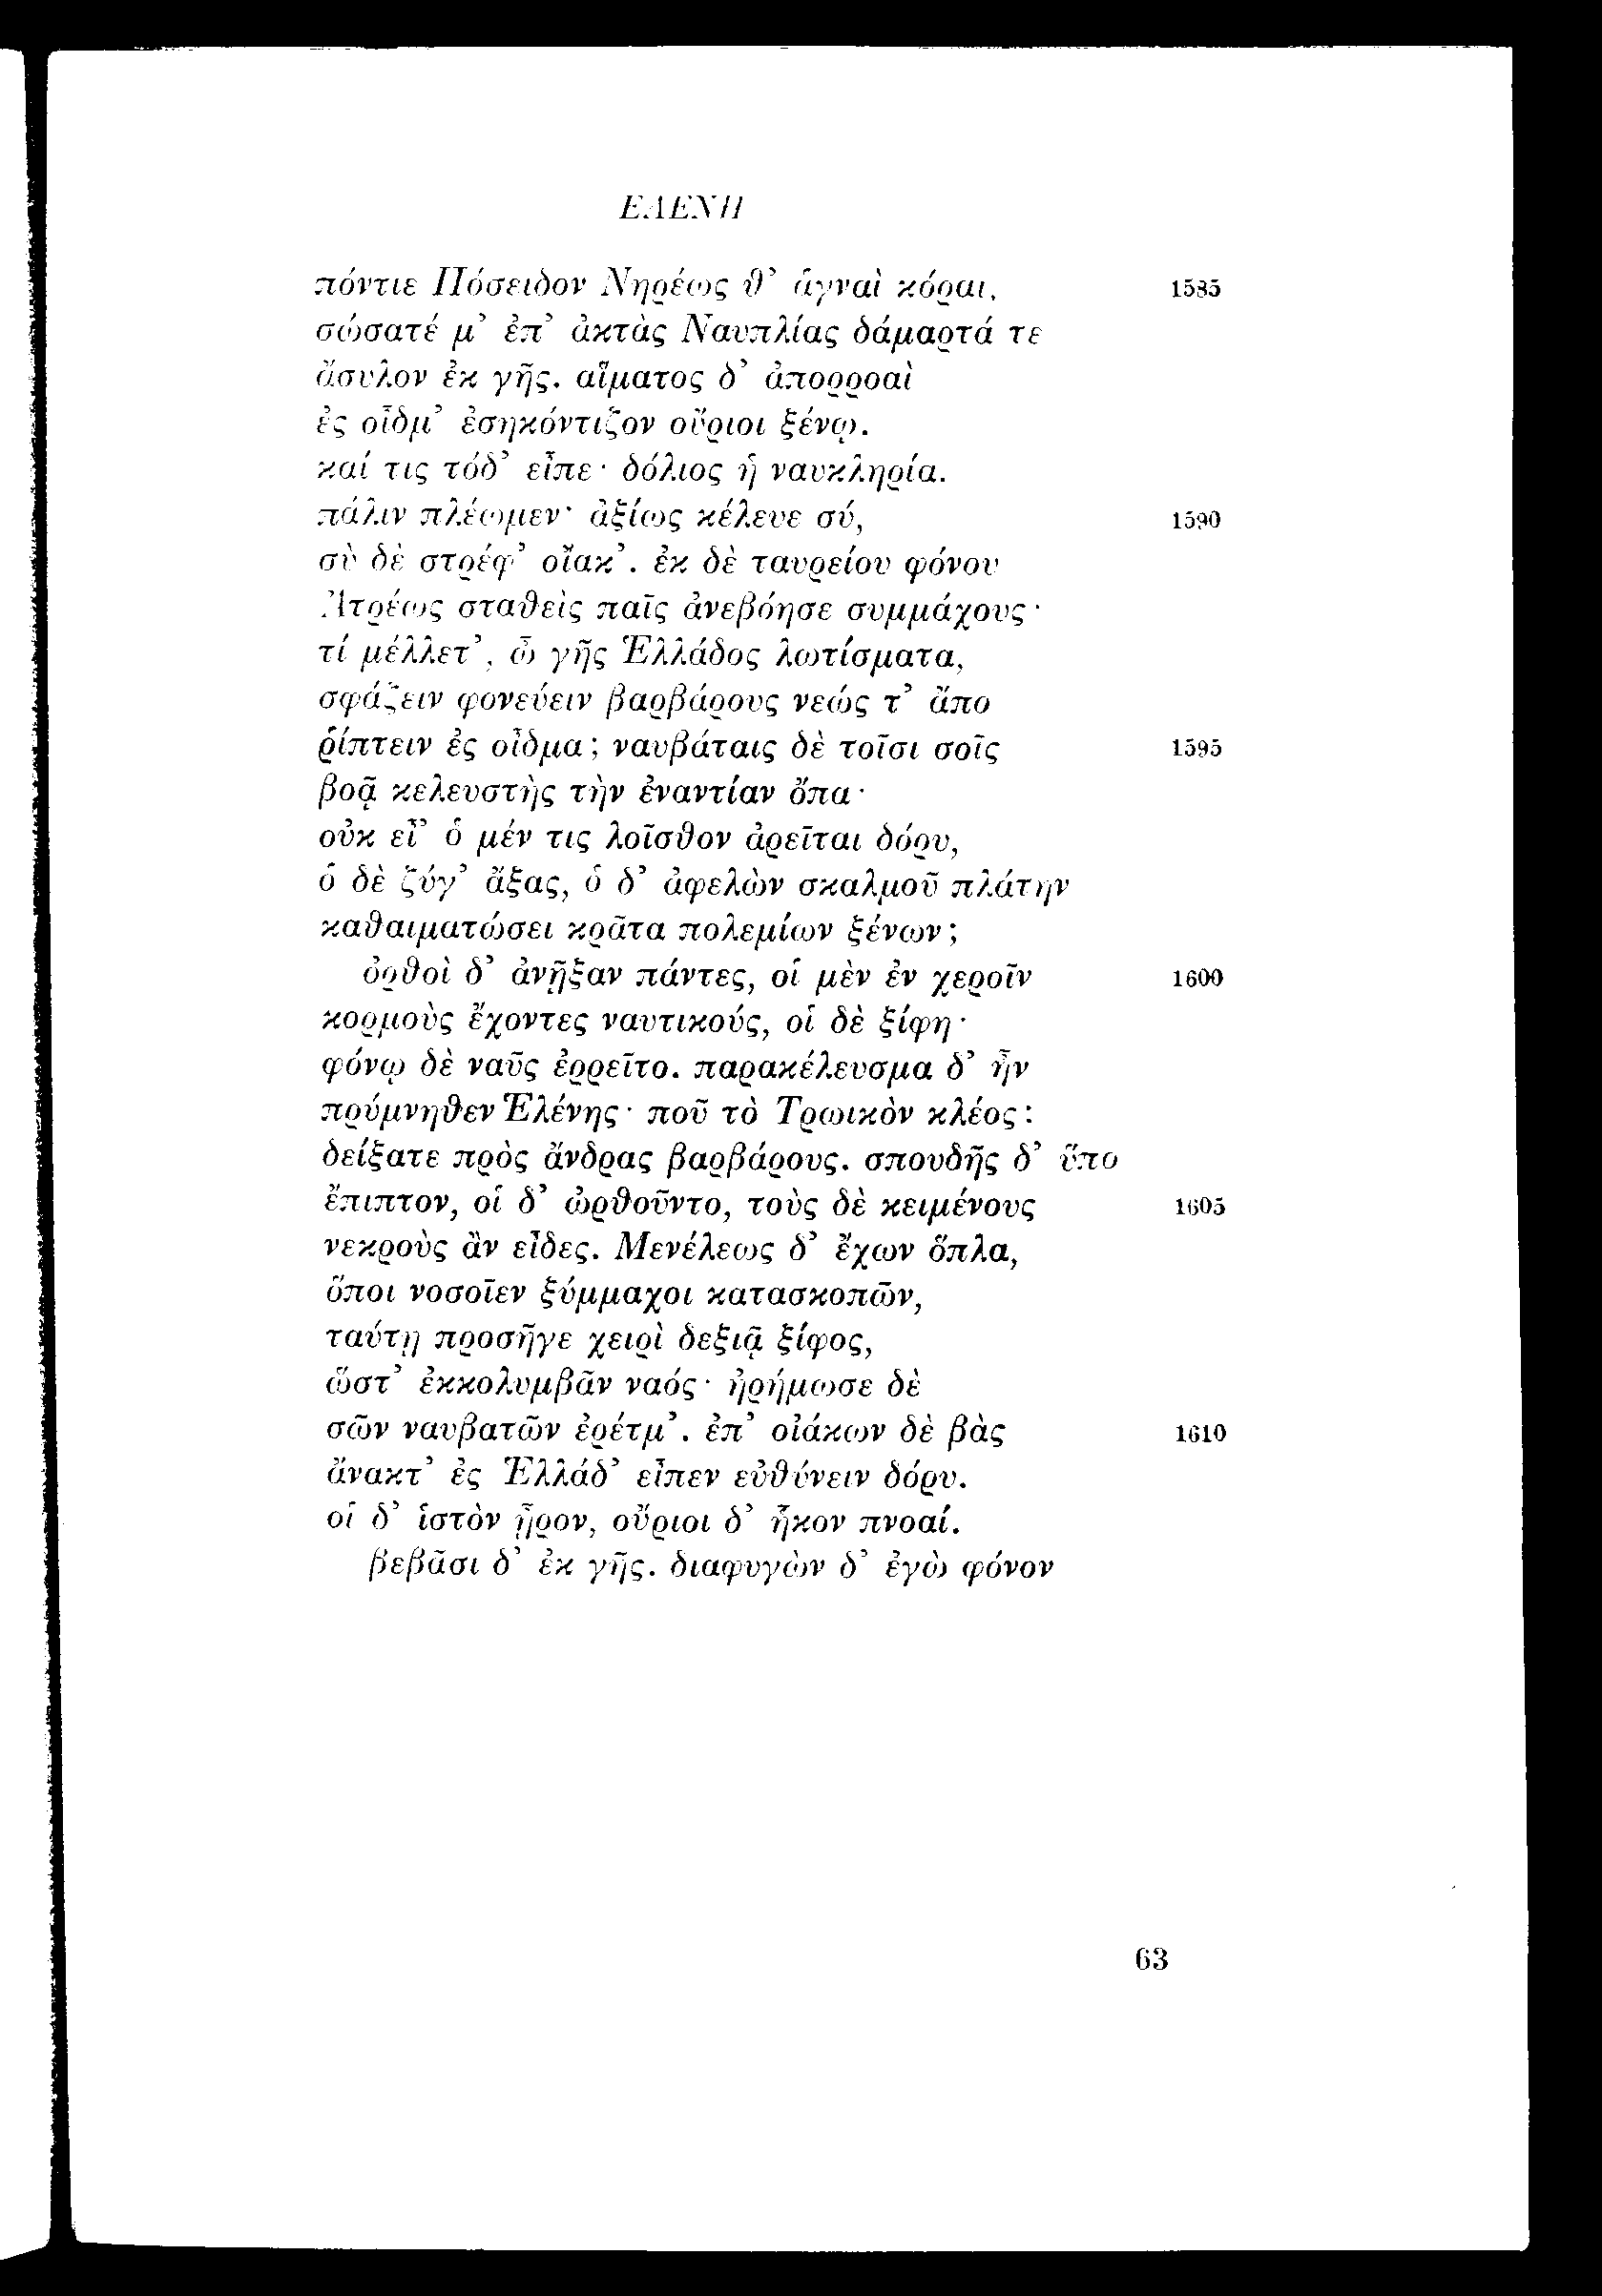 ΕΛΕΝΗ
πόντιε Πόσειδον Νηρέως θ’ ἁγναὶ κόραι, 1585
σώσατέ μ’ ἐπ’ ἀκτὰς Ναυπλίας δάμαρτά τε
ἄσυλον ἐκ γῆς. αἵματος δ’ ἀπορροαὶ
ἐς οἶδμ’ ἐσηκόντιζον οὔριοι ξένῳ.
καί τις τόδ’ εἶπε· δόλιος ἡ ναυκληρία.
πάλιν πλέωμεν· ἀξίως κέλευε σύ, 1590
σὺ δὲ στρέφ’ οἴακ’. ἐκ δὲ ταυρείου φόνου
Ἀτρέως σταθεὶς παῖς ἀνεβόησε συμμάχους·
τί μέλλετ’, ὦ γῆς Ἑλλάδος λωτίσματα,
σφάζειν φονεύειν βαρβάρους νεώς τ’ ἄπο
ῥίπτειν ἐς οἶδμα; ναυβάταις δὲ τοῖσι σοῖς 1595
βοᾷ κελευστὴς τὴν ἐναντίαν ὄπα·
οὐκ εἶ’ ὁ μέν τις λοῖσθον ἀρεῖται δόρυ,
ὁ δὲ ζύγ’ ἄξας, ὁ δ’ ἀφελὼν σκαλμοῦ πλάτην
καθαιματώσει κρᾶτα πολεμίων ξένων;
ὀρθοὶ δ’ ἀνῇξαν πάντες, οἱ μὲν ἐν χεροῖν 1600
κορμοὺς ἔχοντες ναυτικούς, οἱ δὲ ξίφη·
φόνῳ δὲ ναῦς ἐρρεῖτο. παρακέλευσμα δ’ ἦν
πρύμνηθεν Ἑλένης· ποῦ τὸ Τρωικὸν κλέος;
δείξατε πρὸς ἄνδρας βαρβάρους. σπουδῆς δ’ ὕπο
ἔπιπτον, οἱ δ’ ὠρθοῦντο, τοὺς δὲ κειμένους 1605
νεκροὺς ἂν εἶδες. Μενέλεως δ’ ἔχων ὅπλα,
ὅποι νοσοῖεν ξύμμαχοι κατασκοπῶν,
ταύτῃ προσῆγε χειρὶ δεξιᾷ ξίφος,
ὥστ’ ἐκκολυμβᾶν ναός· ἠρήμωσε δὲ
σῶν ναυβατῶν ἐρέτμ’. ἐπ’ οἰάκων δὲ βὰς 1610
ἄνακτ’ ἐς Ἑλλάδ’ εἶπεν εὐθύνειν δόρυ.
οἱ δ’ ἱστὸν ᾖρον, οὔριοι δ’ ἧκον πνοαί.
βεβᾶσι δ’ ἐκ γῆς. διαφυγὼν δ’ ἐγὼ φόνον
63